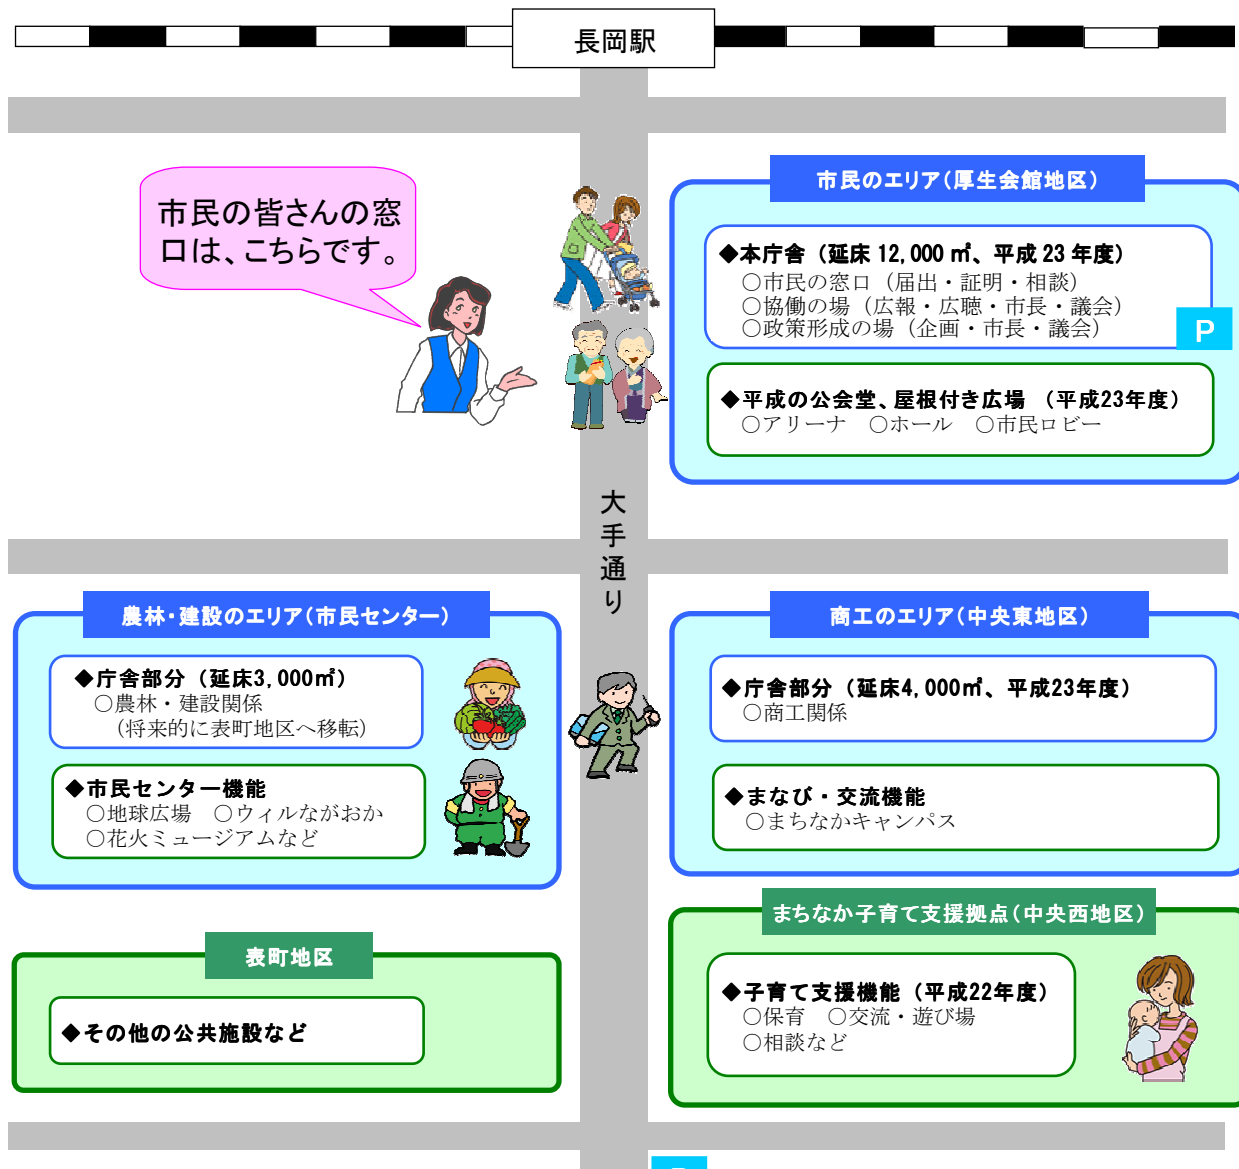 長岡駅
市民の皆さんの窓
口は、こちらです。
市民のエリア(厚生会館地区)
◆本庁舎（延床12,000㎡、平成23年度）
○市民の窓口（届出・証明・相談）
○協働の場（広報・広聴・市長・議会）
○政策形成の場（企画・市長・議会）
P
◆平成の公会堂、屋根付き広場 （平成23年度）
○アリーナ ○ホール ○市民ロビー
大手通り
農林・建設のエリア(市民センター)
◆庁舎部分（延床3,000㎡）
○農林・建設関係
（将来的に表町地区へ移転）
◆市民センター機能
○地球広場 ○ウィルながおか
○花火ミュージアムなど
商工のエリア(中央東地区)
◆庁舎部分（延床4,000㎡、平成23年度）
○商工関係
◆まなび・交流機能
○まちなかキャンパス
表町地区
◆その他の公共施設など
まちなか子育て支援拠点(中央西地区)
◆子育て支援機能（平成22年度）
○保育 ○交流・遊び場
○相談など